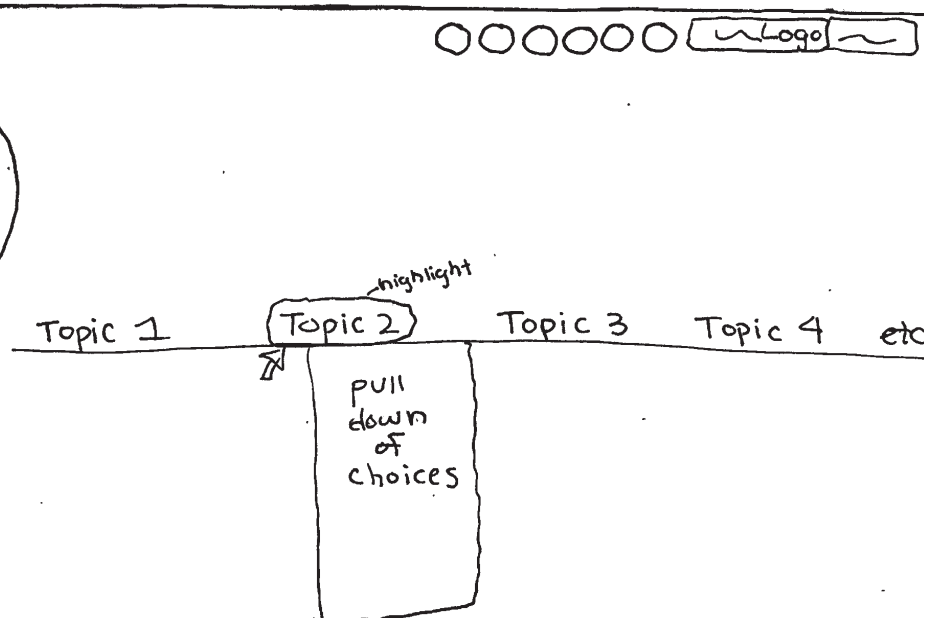 Logo
highlight
Topic 1 Topic 2 Topic 3 Topic 4 etc
pull
down
of
choices